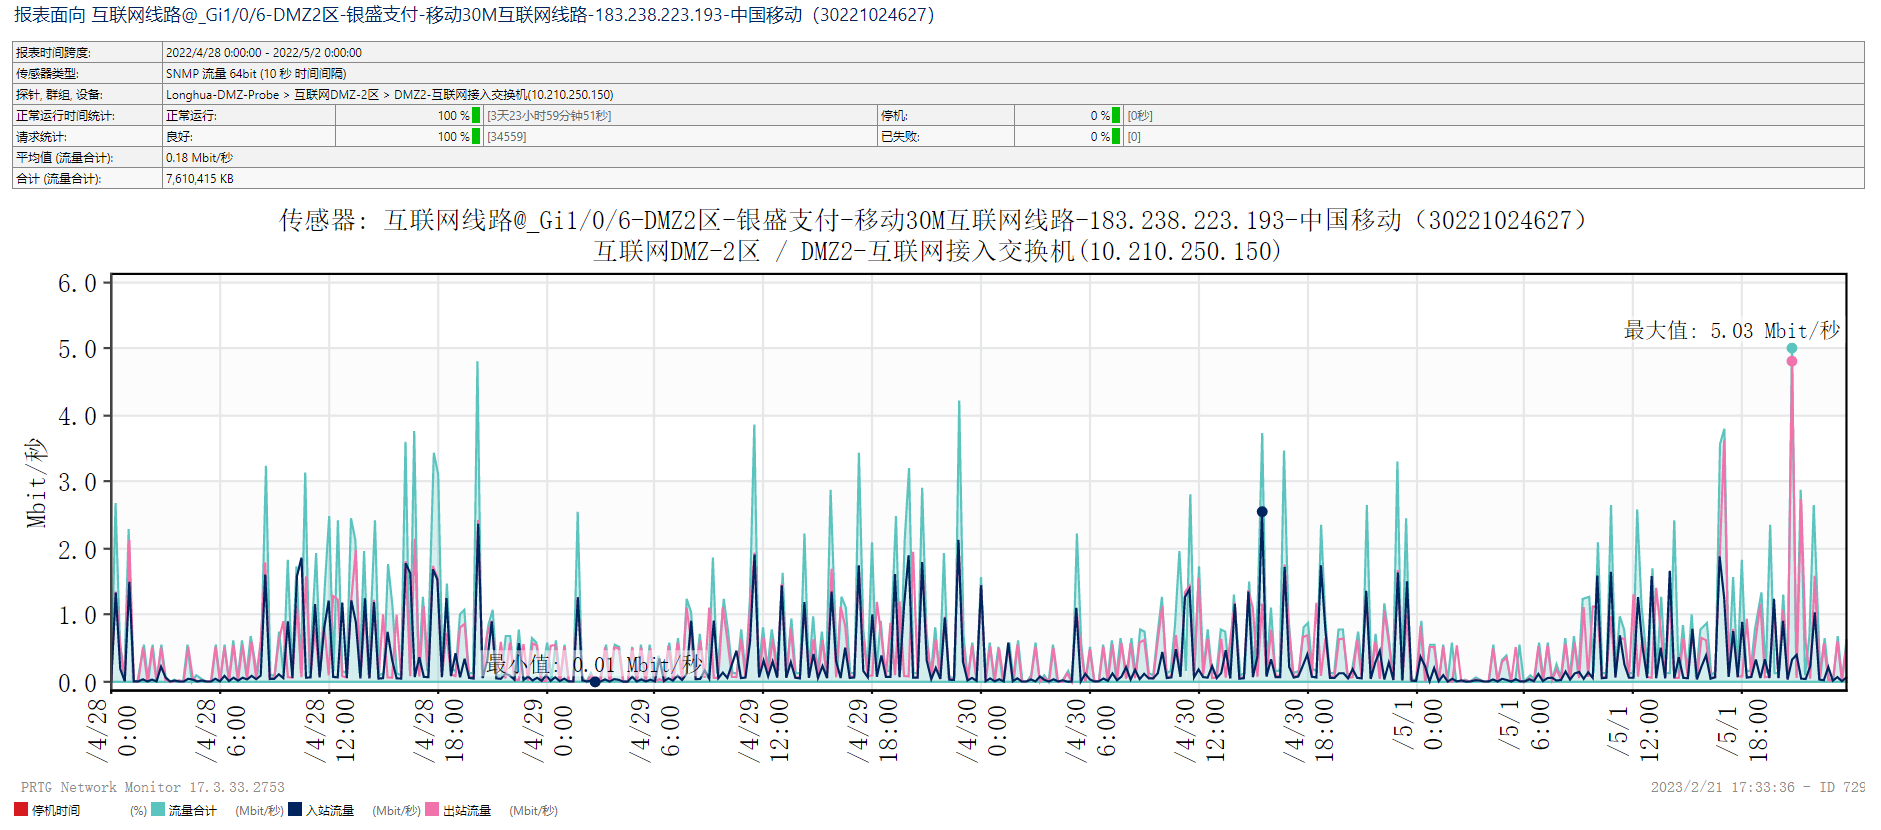 报表面向 互联网线路@_Gi1/0/6-DMZ2区-银盛支付-移动30M互联网线路-183.238.223.193-中国移动（30221024627）
报表时间跨度: 2022/4/28 0:00:00 - 2022/5/2 0:00:00
传感器类型: SNMP 流量 64bit (10 秒 时间间隔)
探针, 群组, 设备: Longhua-DMZ-Probe > 互联网DMZ-2区 > DMZ2-互联网接入交换机(10.210.250.150)
正常运行时间统计: 正常运行: 100 % [3天23小时59分钟51秒] 停机: 0 % [0秒]
请求统计: 良好: 100 % [34559] 已失败: 0 % [0]
平均值 (流量合计): 0.18 Mbit/秒
合计 (流量合计): 7,610,415 KB
传感器: 互联网线路@_Gi1/0/6-DMZ2区-银盛支付-移动30M互联网线路-183.238.223.193-中国移动（30221024627）
互联网DMZ-2区 / DMZ2-互联网接入交换机(10.210.250.150)
Mbit/秒
6.0
5.0
4.0
3.0
2.0
1.0
0.0
最大值: 5.03 Mbit/秒
最小值: 0.01 Mbit/秒
/4/28 0:00
/4/28 6:00
/4/28 12:00
/4/28 18:00
/4/29 0:00
/4/29 6:00
/4/29 12:00
/4/29 18:00
/4/30 0:00
/4/30 6:00
/4/30 12:00
/4/30 18:00
/5/1 0:00
/5/1 6:00
/5/1 12:00
/5/1 18:00
PRTG Network Monitor 17.3.33.2753
2023/2/21 17:33:36 - ID 729
停机时间 (%) 流量合计 (Mbit/秒) 入站流量 (Mbit/秒) 出站流量 (Mbit/秒)